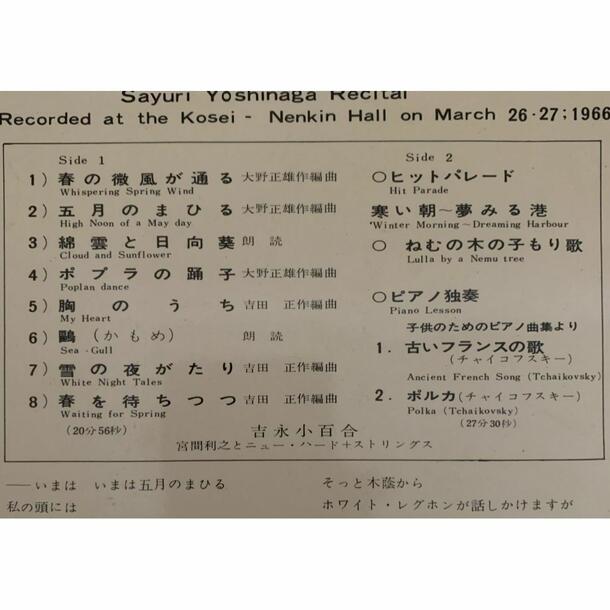 Sayuri Yoshinaga Recital
Recorded at the Kosei - Nenkin Hall on March 26・27;1966
Side 1
1) 春の微風が通る 大野正雄作編曲
Whispering Spring Wind
2) 五月のまひる 大野正雄作編曲
High Noon of a May day
3) 綿雲と日向葵 朗読
Cloud and Sunflower
4) ポプラの踊子 大野正雄作編曲
Poplan dance
5) 胸のうち 吉田 正作編曲
My Heart
6) 鷗(かもめ) 朗読
Sea-Gull
7) 雪の夜がたり 吉田 正作編曲
White Night Tales
8) 春を待ちつつ 吉田 正作編曲
Waiting for Spring
(20分56秒)
Side 2
○ヒットパレード
Hit Parade
寒い朝〜夢みる港
Winter Morning~Dreaming Harbour
○ ねむの木の子もり歌
Lulla by a Nemu tree
○ピアノ独奏
Piano Lesson
子供のためのピアノ曲集より
1. 古いフランスの歌
(チャイコフスキー)
Ancient French Song (Tchaikovsky)
2. ポルカ(チャイコフスキー)
Polka (Tchaikovsky)
(27分30秒)
吉永小百合
宮間利之とニュー・ハード+ストリングス
──いまは いまは五月のまひる
私の頭には
そっと木蔭から
ホワイト・レグホンが話しかけますが